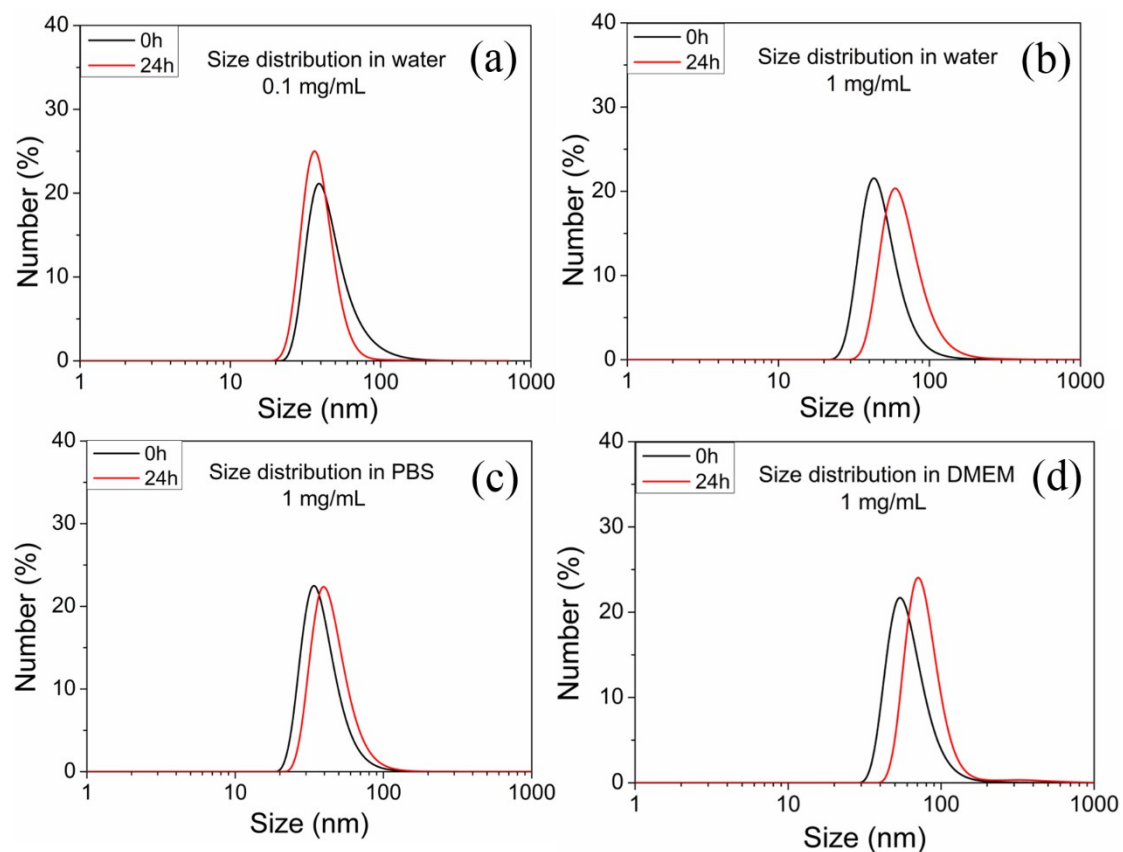 0h
24h
Size distribution in water
0.1 mg/mL
(a)
40
30
20
10
0
Number (%)
1
10
100
1000
Size (nm)
0h
24h
Size distribution in water
1 mg/mL
(b)
40
30
20
10
0
Number (%)
1
10
100
1000
Size (nm)
0h
24h
Size distribution in PBS
1 mg/mL
(c)
40
30
20
10
0
Number (%)
1
10
100
1000
Size (nm)
0h
24h
Size distribution in DMEM
1 mg/mL
(d)
40
30
20
10
0
Number (%)
1
10
100
1000
Size (nm)